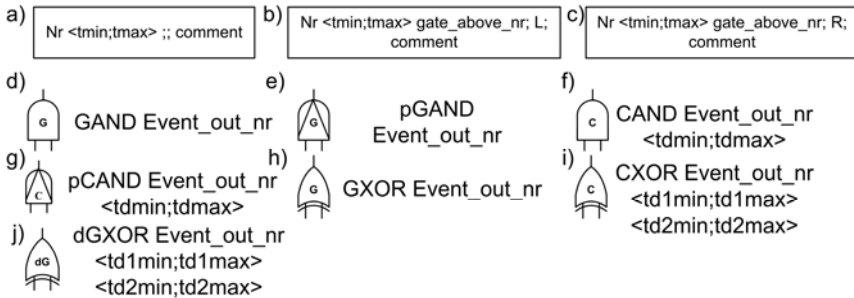 a)
Nr <tmin;tmax> ;; comment
b)
Nr <tmin;tmax> gate_above_nr; L;
comment
c)
Nr <tmin;tmax> gate_above_nr; R;
comment
d)
G
GAND Event_out_nr
e)
G
pGAND
Event_out_nr
f)
C
CAND Event_out_nr
<tdmin;tdmax>
g)
C
pCAND Event_out_nr
<tdmin;tdmax>
h)
G
GXOR Event_out_nr
i)
C
CXOR Event_out_nr
<td1min;td1max>
<td2min;td2max>
j)
dG
dGXOR Event_out_nr
<td1min;td1max>
<td2min;td2max>